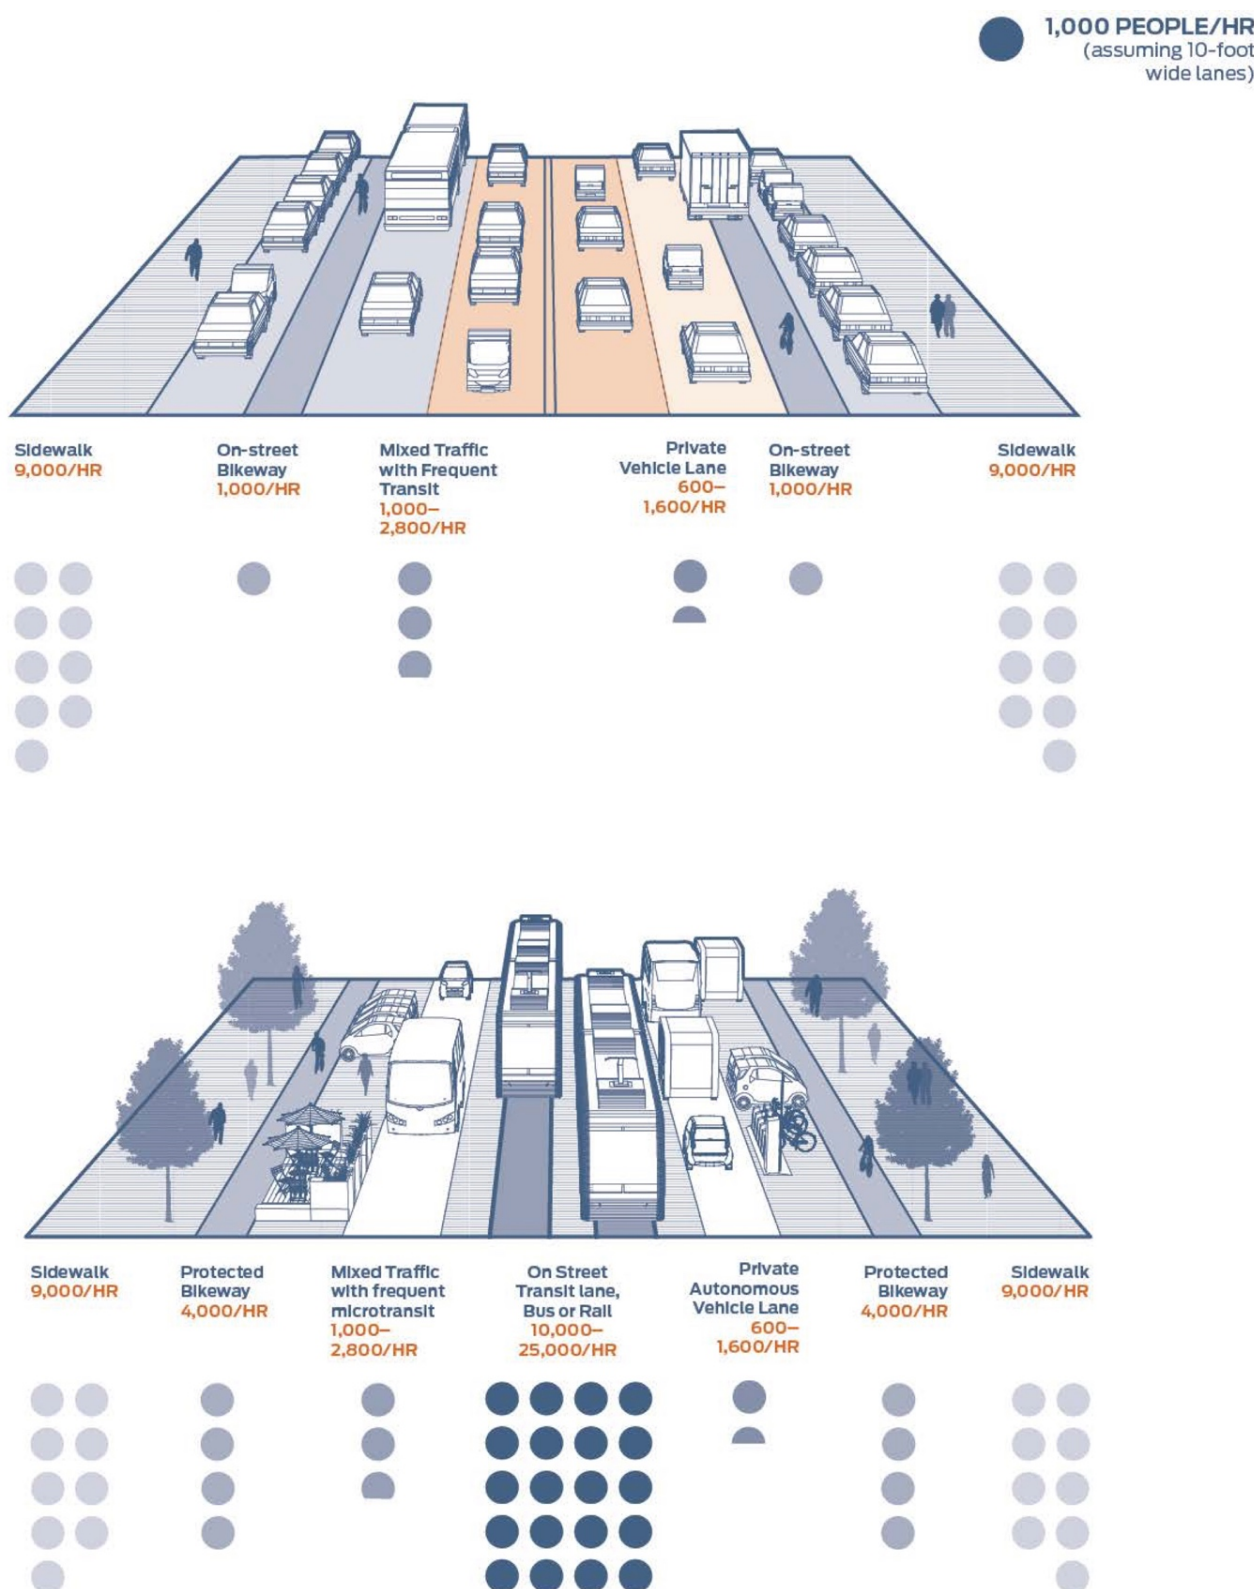 1,000 PEOPLE/HR
(assuming 10-foot
wide lanes)
Sidewalk
9,000/HR
On-street
Bikeway
1,000/HR
Mixed Traffic
with Frequent
Transit
1,000–
2,800/HR
Private
Vehicle Lane
600–
1,600/HR
On-street
Bikeway
1,000/HR
Sidewalk
9,000/HR
Sidewalk
9,000/HR
Protected
Bikeway
4,000/HR
Mixed Traffic
with frequent
microtransit
1,000–
2,800/HR
On Street
Transit lane,
Bus or Rail
10,000–
25,000/HR
Private
Autonomous
Vehicle Lane
600–
1,600/HR
Protected
Bikeway
4,000/HR
Sidewalk
9,000/HR